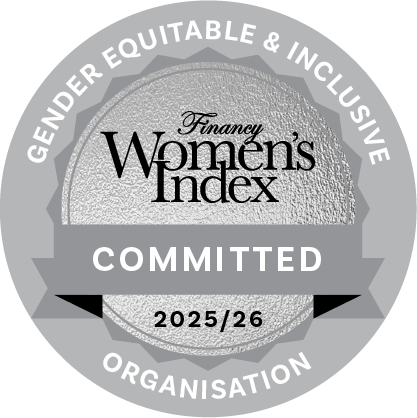 GENDER EQUITABLE & INCLUSIVE
Financy
Women's
Index
COMMITTED
2025/26
ORGANISATION